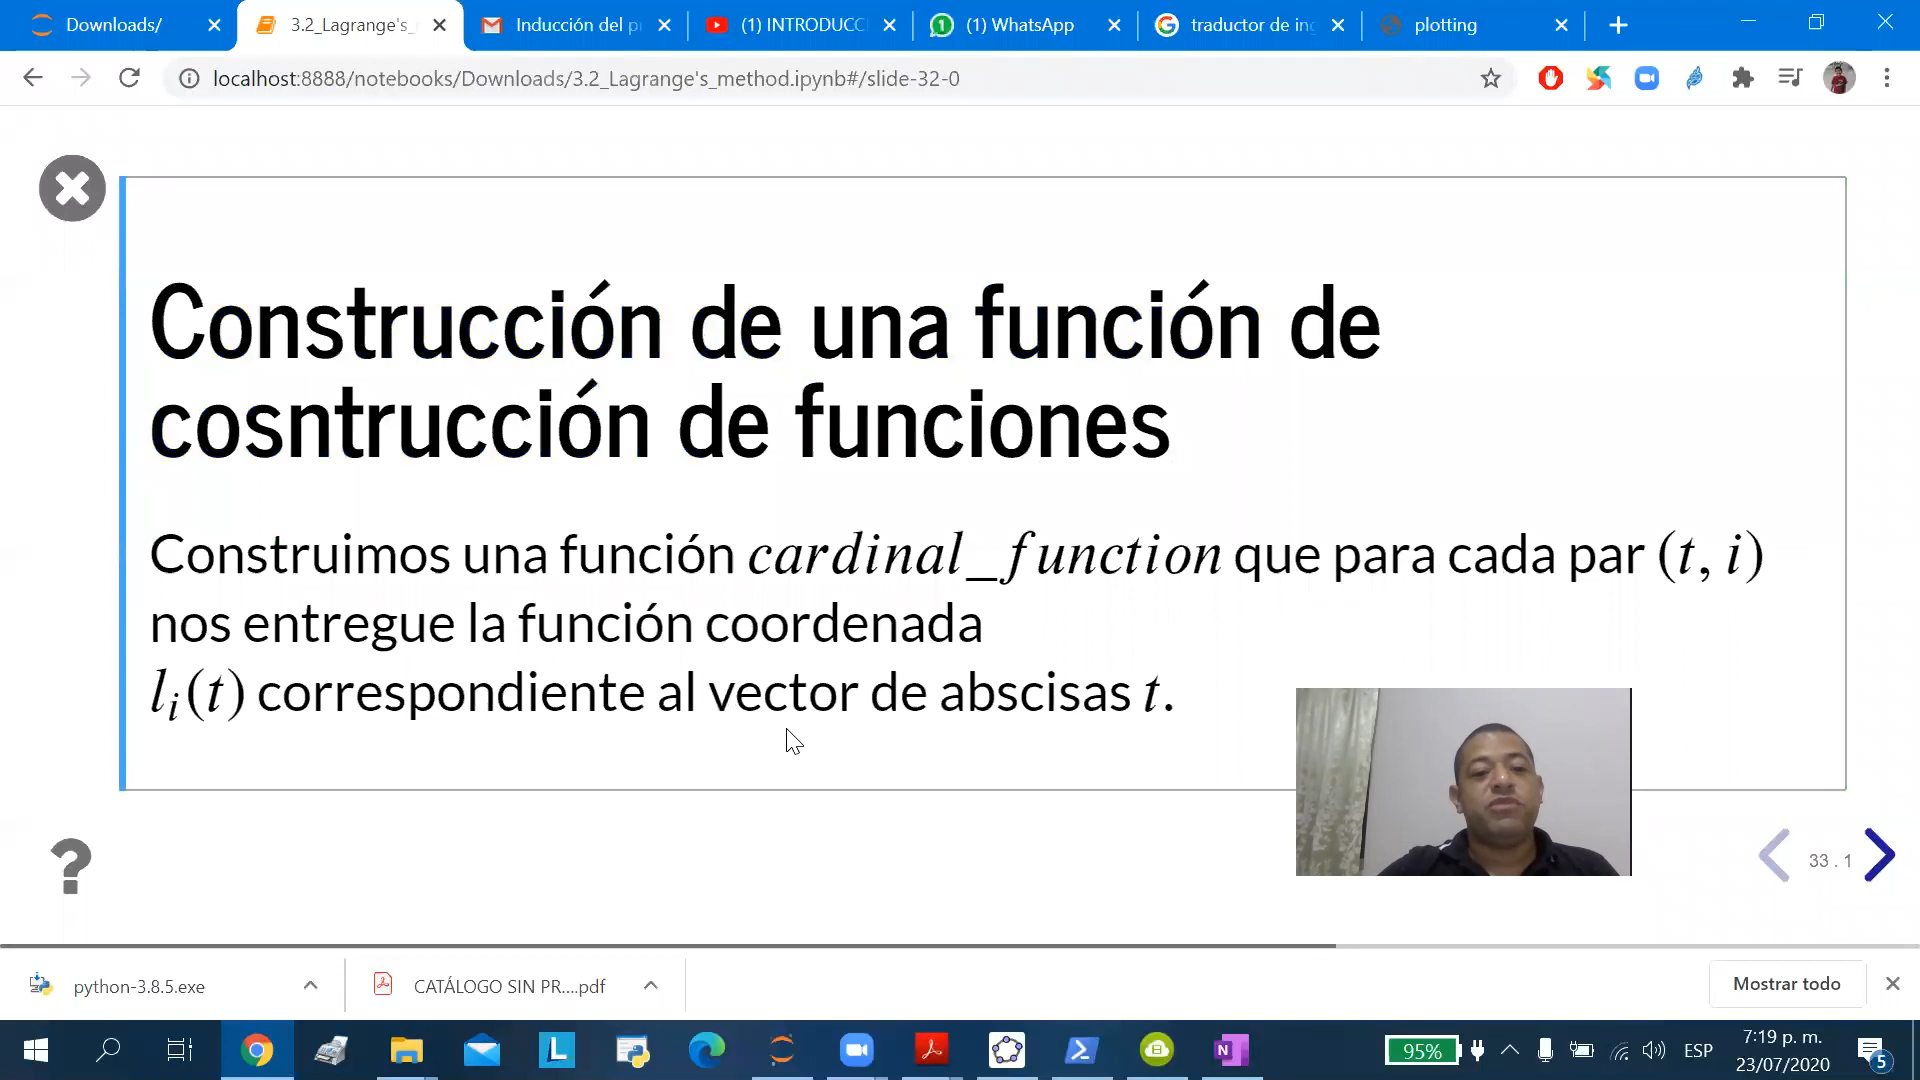 Downloads/
3.2_Lagrange's_
Inducción del p
(1) INTRODUCC
(1) WhatsApp
traductor de in
plotting
localhost:8888/notebooks/Downloads/3.2_Lagrange's_method.ipynb#/slide-32-0
Construcción de una función de
cosntrucción de funciones
Construimos una función cardinal_function que para cada par (t, i)
nos entregue la función coordenada
l_i(t) correspondiente al vector de abscisas t.
33 . 1
python-3.8.5.exe
CATÁLOGO SIN PR....pdf
Mostrar todo
95%
ESP
7:19 p. m.
23/07/2020
5